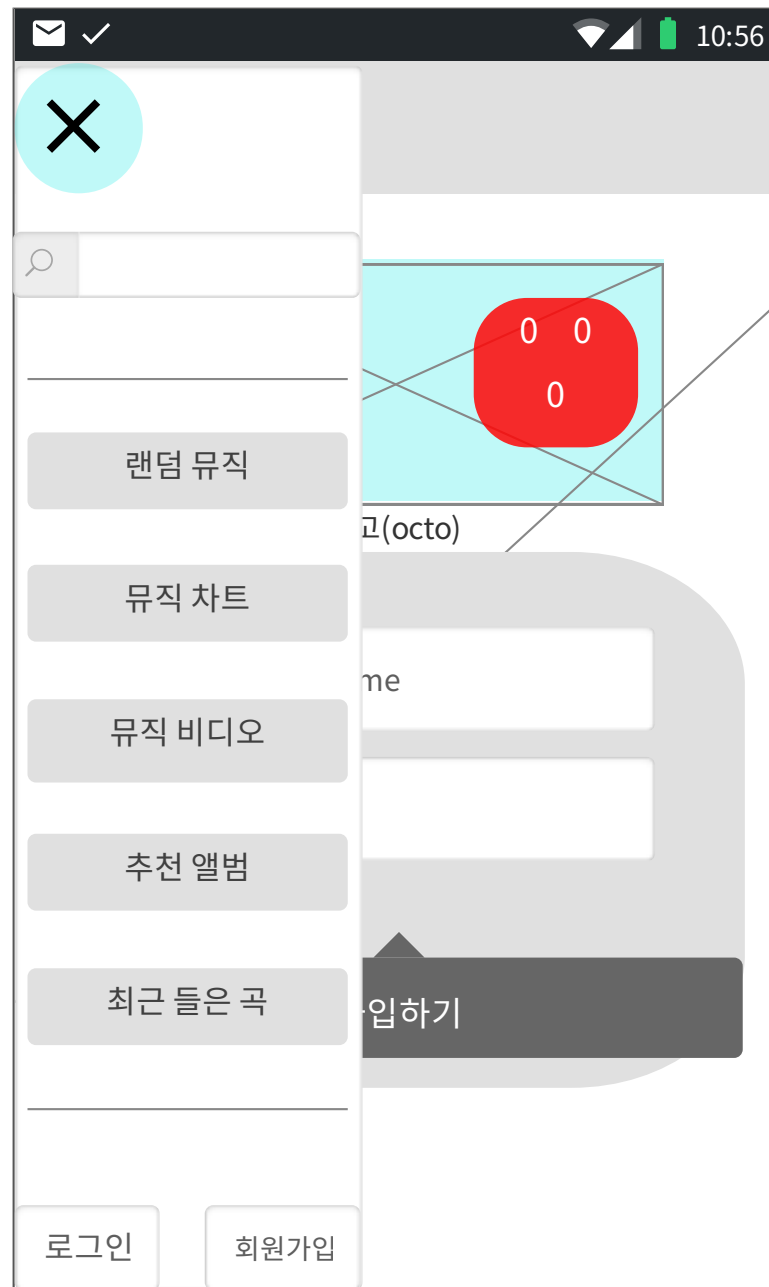 10:56
0 0
0
랜덤 뮤직
고(octo)
뮤직 차트
me
뮤직 비디오
추천 앨범
최근 들은 곡
입하기
로그인
회원가입